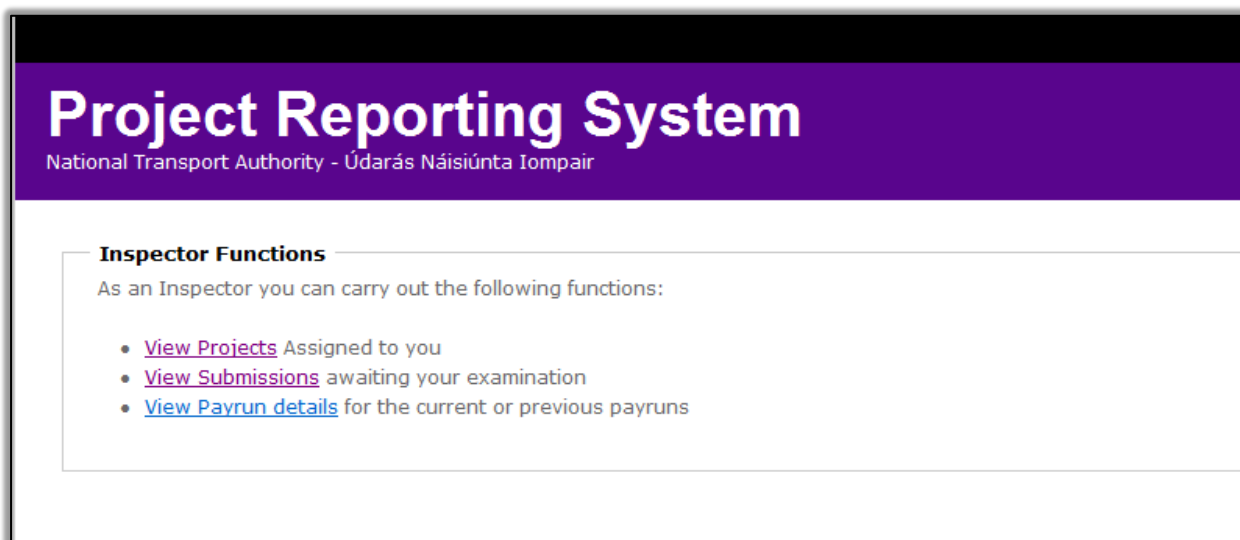 Project Reporting System
National Transport Authority - Údarás Náisiúnta Iompair
Inspector Functions
As an Inspector you can carry out the following functions:
• View Projects Assigned to you
• View Submissions awaiting your examination
• View Payrun details for the current or previous payruns